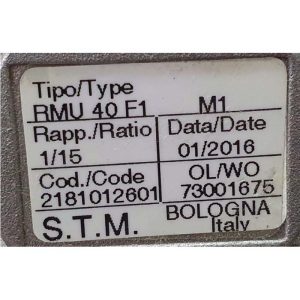 Tipo/Type
RMU 40 F1 M1
Rapp./Ratio Data/Date
1/15 01/2016
Cod./Code OL/WO
2181012601 73001675
S.T.M. BOLOGNA
Italy